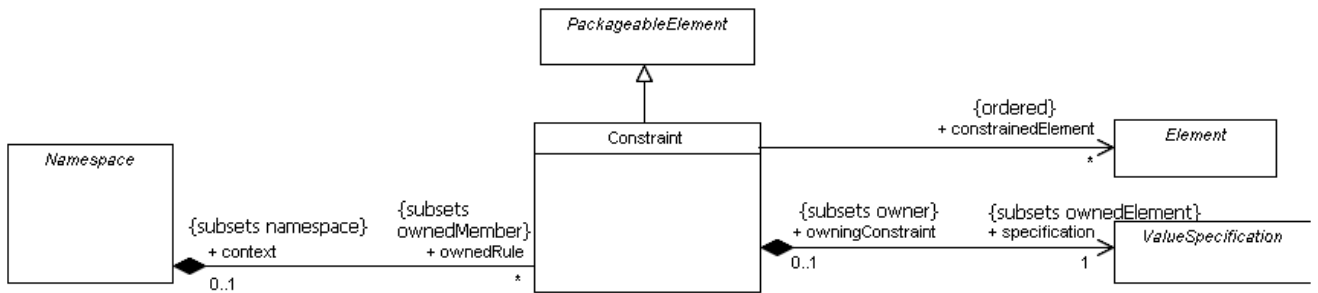 PackageableElement
Constraint
{ordered}
+ constrainedElement
*
Element
Namespace
{subsets namespace}
+ context
0..1
{subsets
ownedMember}
+ ownedRule
*
{subsets owner}
+ owningConstraint
0..1
{subsets ownedElement}
+ specification
1
ValueSpecification